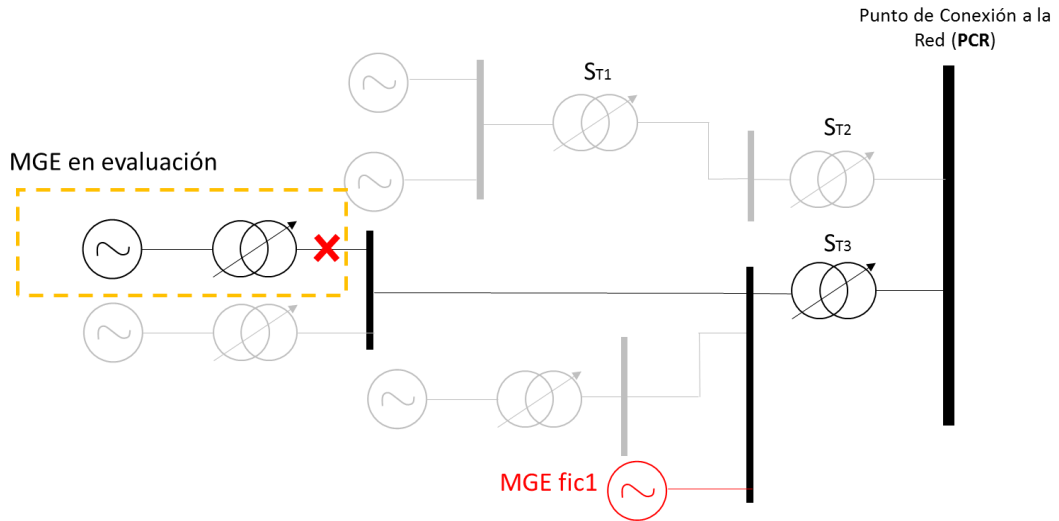 Punto de Conexión a la
Red (PCR)
ST1
ST2
MGE en evaluación
ST3
MGE fic1